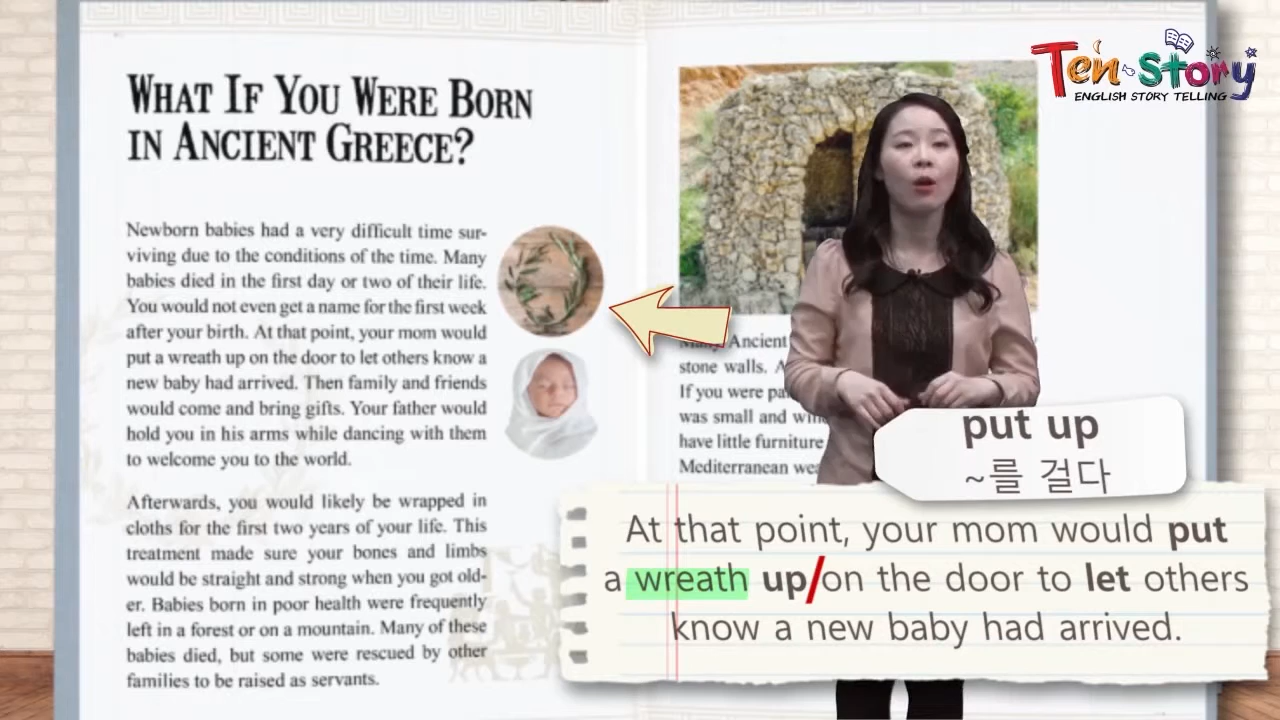 WHAT IF YOU WERE BORN
IN ANCIENT GREECE?
Newborn babies had a very difficult time sur-
viving due to the conditions of the time. Many
babies died in the first day or two of their life.
You would not even get a name for the first week
after your birth. At that point, your mom would
put a wreath up on the door to let others know a
new baby had arrived. Then family and friends
would come and bring gifts. Your father would
hold you in his arms while dancing with them
to welcome you to the world.
Afterwards, you would likely be wrapped in
cloths for the first two years of your life. This
treatment made sure your bones and limbs
would be straight and strong when you got old-
er. Babies born in poor health were frequently
left in a forest or on a mountain. Many of these
babies died, but some were rescued by other
families to be raised as servants.
Ten Story
ENGLISH STORY TELLING
Many Ancient
stone walls.
If you were
was small and
have little furniture
Mediterranean
put up
~를 걸다
At that point, your mom would put
a wreath up/on the door to let others
know a new baby had arrived.